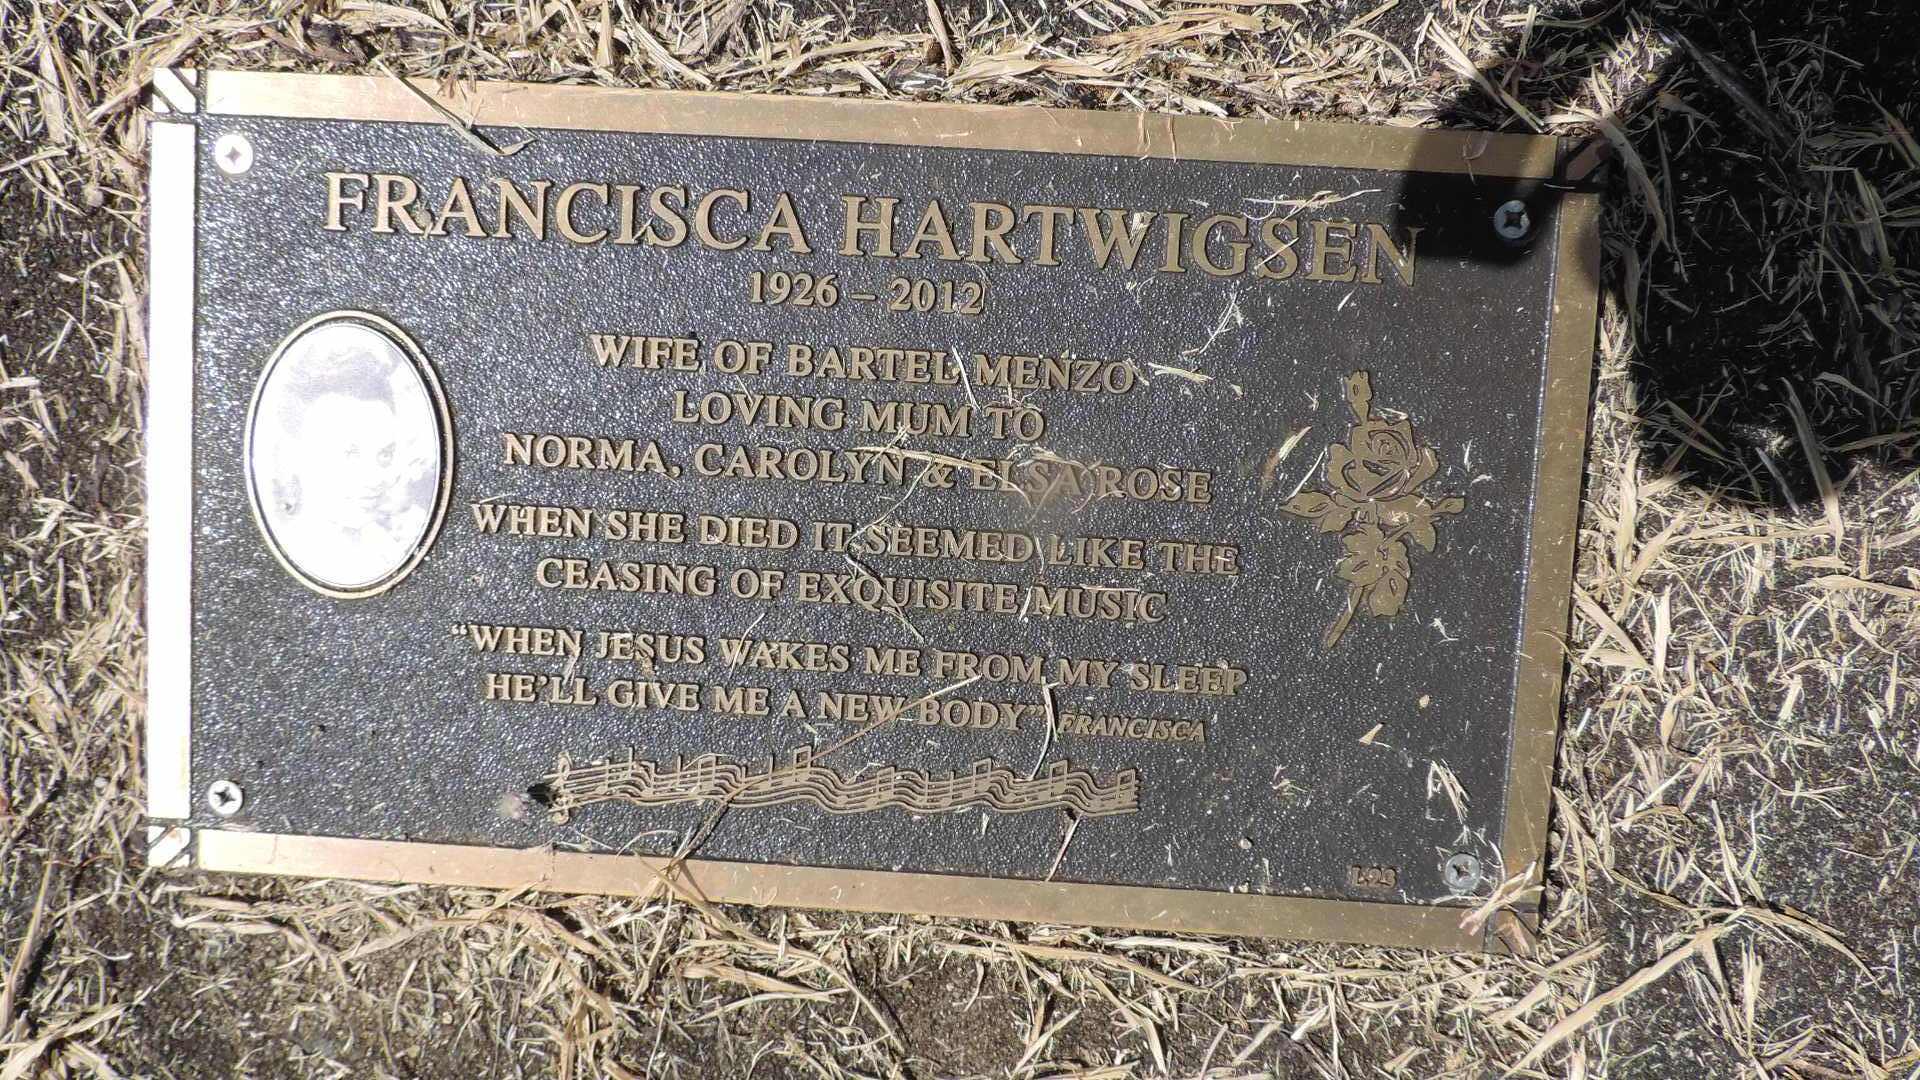 FRANCISCA HARTWIGSEN
1926 – 2012
WIFE OF BARTEL MENZO
LOVING MUM TO
NORMA, CAROLYN & ELSA ROSE
WHEN SHE DIED IT SEEMED LIKE THE
CEASING OF EXQUISITE MUSIC
“WHEN JESUS WAKES ME FROM MY SLEEP
HE’LL GIVE ME A NEW BODY” FRANCISCA